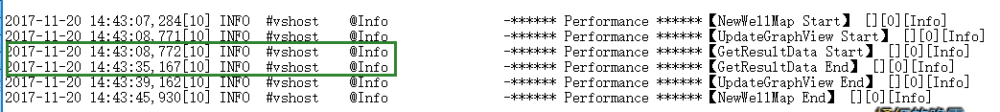 2017-11-20 14:43:07,284[10] INFO  #vshost    @Info    -****** Performance ******【NewWellMap Start】 [][0][Info]
2017-11-20 14:43:08,771[10] INFO  #vshost    @Info    -****** Performance ******【UpdateGraphView Start】 [][0][Info]
2017-11-20 14:43:08,772[10] INFO  #vshost    @Info    -****** Performance ******【GetResultData Start】 [][0][Info]
2017-11-20 14:43:35,167[10] INFO  #vshost    @Info    -****** Performance ******【GetResultData End】 [][0][Info]
2017-11-20 14:43:39,162[10] INFO  #vshost    @Info    -****** Performance ******【UpdateGraphView End】 [][0][Info]
2017-11-20 14:43:45,930[10] INFO  #vshost    @Info    -****** Performance ******【NewWellMap End】 [][0][Info]